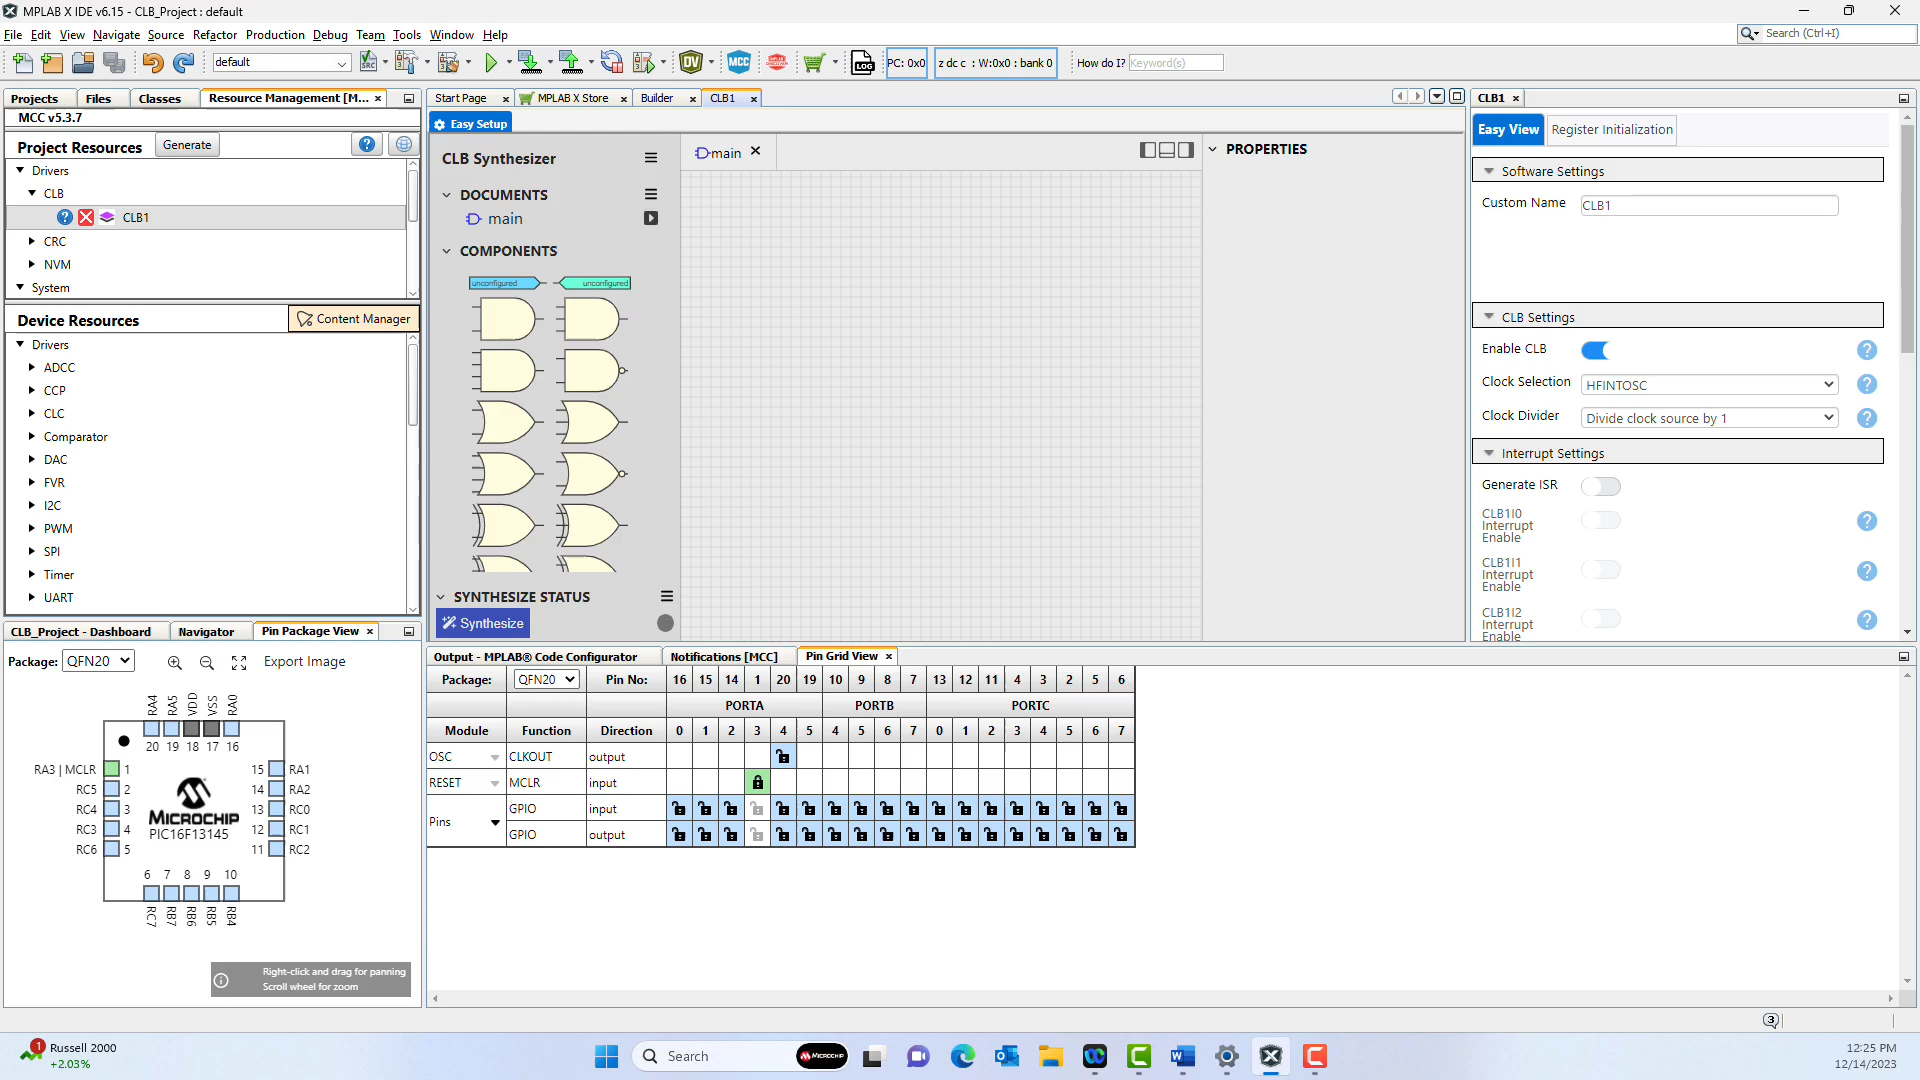 MPLAB X IDE v6.15 - CLB_Project : default
File Edit View Navigate Source Refactor Production Debug Team Tools Window Help
Search (Ctrl+I)
default
PC: 0x0
z dc c : W:0x0 : bank 0
How do I?
Keyword(s)
Projects Files Classes Resource Management [M...
MCC v5.3.7
Project Resources
Generate
Drivers
CLB
CLB1
CRC
NVM
System
Device Resources
Content Manager
Drivers
ADCC
CCP
CLC
Comparator
DAC
FVR
I2C
PWM
SPI
Timer
UART
CLB_Project - Dashboard Navigator Pin Package View
Package: QFN20
Export Image
RA4 RA5 VDD VSS RA0
20 19 18 17 16
RA3 | MCLR 1 15 RA1
RC5 2 14 RA2
RC4 3 13 RC0
RC3 4 12 RC1
RC6 5 11 RC2
MICROCHIP
PIC16F13145
6 7 8 9 10
RC7 RB7 RB6 RB5 RB4
Right-click and drag for panning
Scroll wheel for zoom
Start Page MPLAB X Store Builder CLB1
Easy Setup
CLB Synthesizer
DOCUMENTS
main
COMPONENTS
unconfigured unconfigured
SYNTHESIZE STATUS
Synthesize
main
PROPERTIES
CLB1
Easy View Register Initialization
Software Settings
Custom Name CLB1
CLB Settings
Enable CLB
Clock Selection HFINTOSC
Clock Divider Divide clock source by 1
Interrupt Settings
Generate ISR
CLB1I0
Interrupt
Enable
CLB1I1
Interrupt
Enable
CLB1I2
Interrupt
Enable
Output - MPLAB® Code Configurator Notifications [MCC] Pin Grid View
Package: QFN20 Pin No: 16 15 14 1 20 19 10 9 8 7 13 12 11 4 3 2 5 6
PORTA PORTB PORTC
Module Function Direction 0 1 2 3 4 5 4 5 6 7 0 1 2 3 4 5 6 7
OSC CLKOUT output
RESET MCLR input
Pins GPIO input
GPIO output
3
1
Russell 2000
+2.03%
Search
MICROCHIP
12:25 PM
12/14/2023